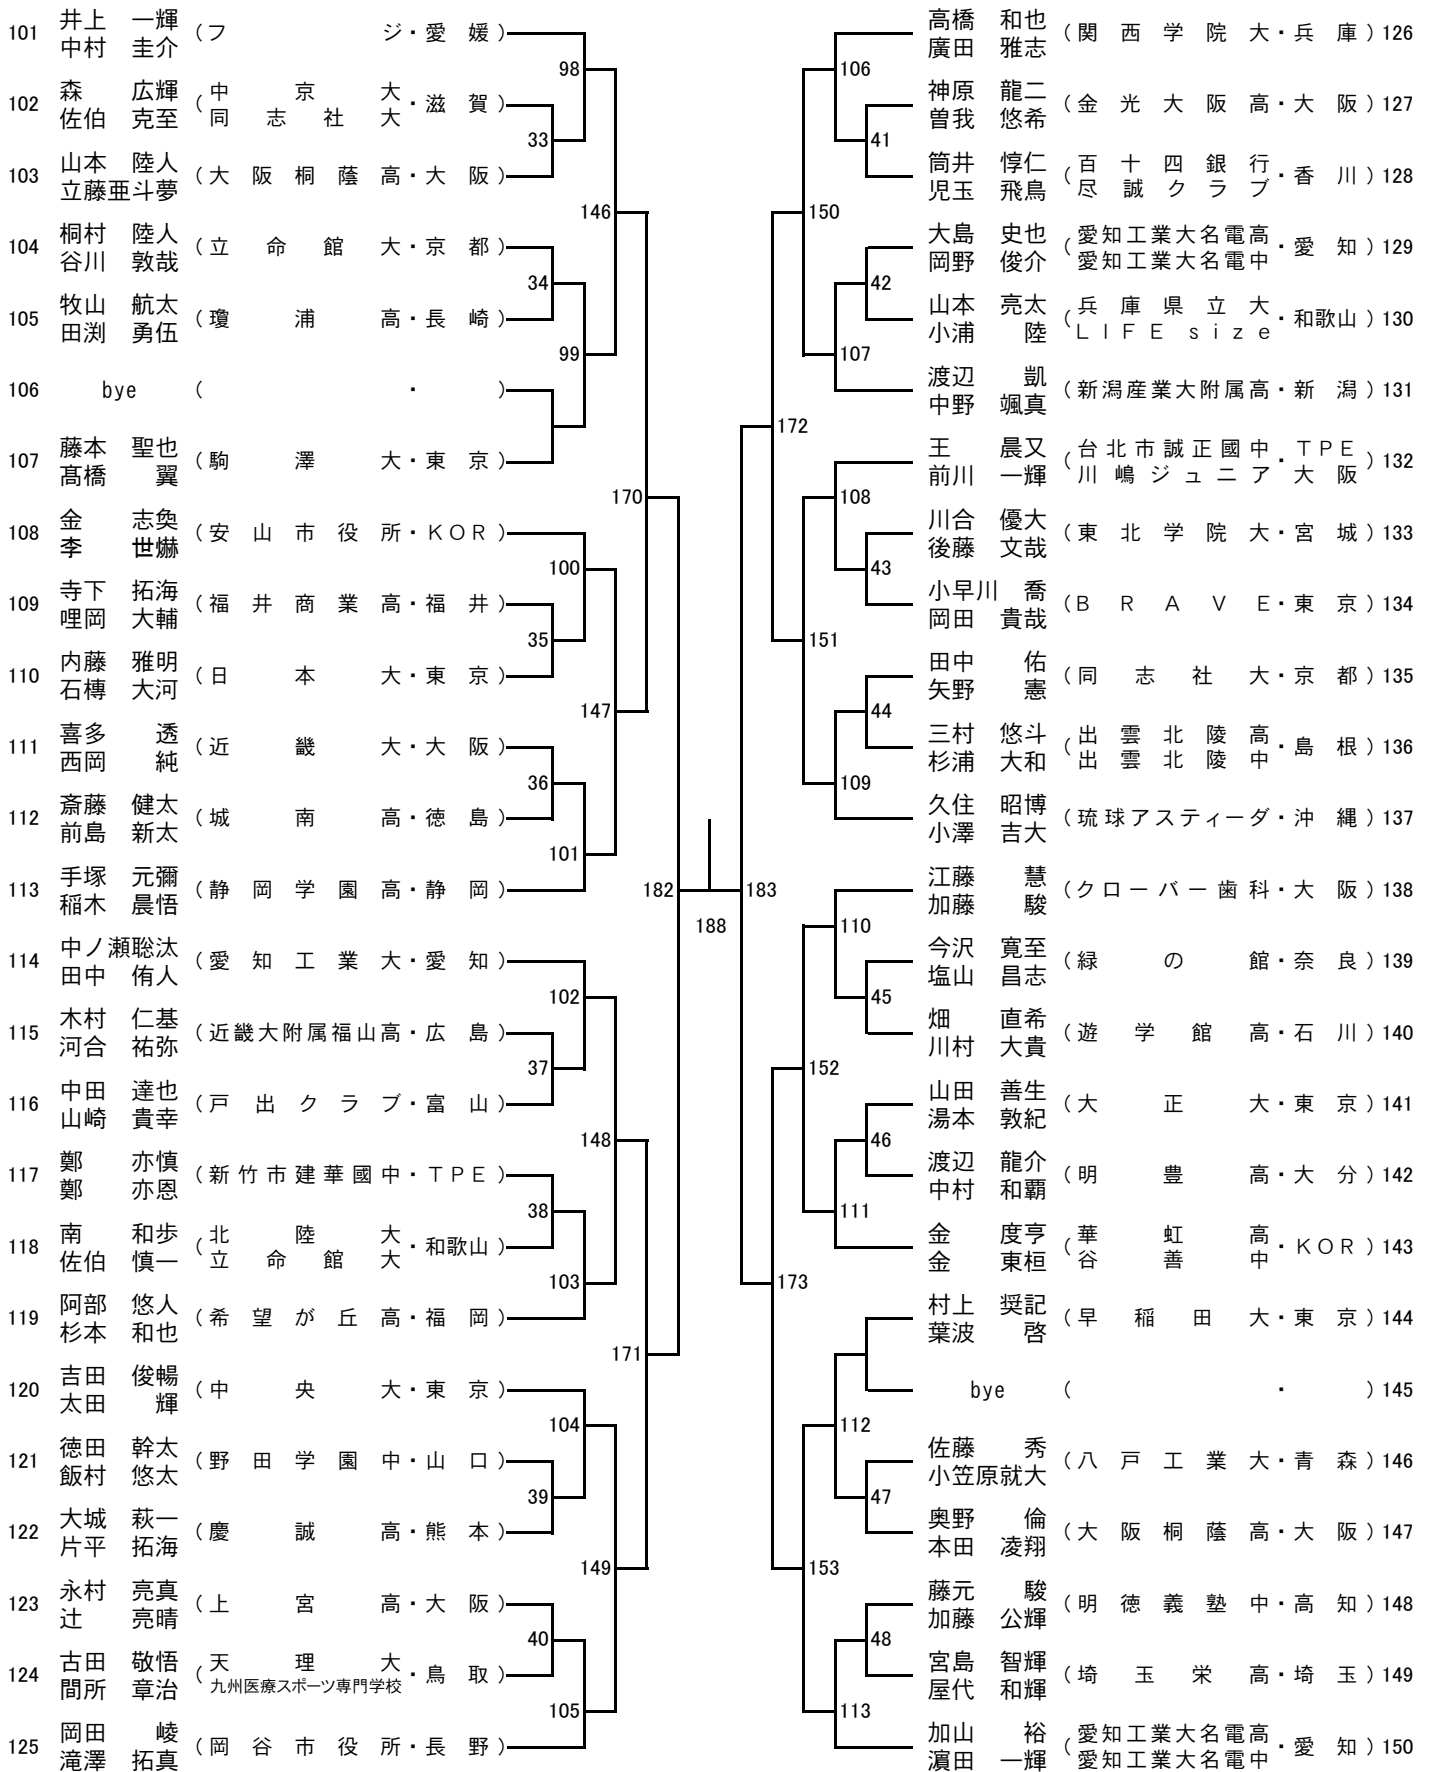 101 井上 一輝 中村 圭介 (フジ・愛媛)
102 森 広輝 佐伯 克至 (中京大 同志社大・滋賀)
103 山本 陸人 立藤亜斗夢 (大阪桐蔭高・大阪)
104 桐村 陸人 谷川 敦哉 (立命館大・京都)
105 牧山 航太 田渕 勇伍 (瓊浦高・長崎)
106 bye ( ・ )
107 藤本 聖也 髙橋 翼 (駒澤大・東京)
108 金 志奐 李 世爀 (安山市役所・KOR)
109 寺下 拓海 哩岡 大輔 (福井商業高・福井)
110 内藤 雅明 石榑 大河 (日本大・東京)
111 喜多 透 西岡 純 (近畿大・大阪)
112 斎藤 健太 前島 新太 (城南高・徳島)
113 手塚 元彌 稲木 晨悟 (静岡学園高・静岡)
114 中ノ瀬聡汰 田中 侑人 (愛知工業大・愛知)
115 木村 仁基 河合 祐弥 (近畿大附属福山高・広島)
116 中田 達也 山崎 貴幸 (戸出クラブ・富山)
117 鄭 亦慎 鄭 亦恩 (新竹市建華國中・TPE)
118 南 和歩 佐伯 慎一 (北陸大 立命館大・和歌山)
119 阿部 悠人 杉本 和也 (希望が丘高・福岡)
120 吉田 俊暢 太田 輝 (中央大・東京)
121 徳田 幹太 飯村 悠太 (野田学園中・山口)
122 大城 萩一 片平 拓海 (慶誠高・熊本)
123 永村 亮真 辻 亮晴 (上宮高・大阪)
124 古田 敬悟 間所 章治 (天理大 九州医療スポーツ専門学校・鳥取)
125 岡田 崚 滝澤 拓真 (岡谷市役所・長野)
98
33
146
34
99
170
100
35
147
36
101
182
102
37
148
38
103
171
104
39
149
40
105
188
106
41
150
42
107
172
108
43
151
44
109
183
110
45
152
46
111
173
112
47
153
48
113
高橋 和也 廣田 雅志 (関西学院大・兵庫) 126
神原 龍二 曽我 悠希 (金光大阪高・大阪) 127
筒井 惇仁 児玉 飛鳥 (百十四銀行 尽誠クラブ・香川) 128
大島 史也 岡野 俊介 (愛知工業大名電高 愛知工業大名電中・愛知) 129
山本 亮太 小浦 陸 (兵庫県立大 LIFE size・和歌山) 130
渡辺 凱 中野 颯真 (新潟産業大附属高・新潟) 131
王 晨又 前川 一輝 (台北市誠正國中・TPE 川嶋ジュニア 大阪) 132
川合 優大 後藤 文哉 (東北学院大・宮城) 133
小早川 喬 岡田 貴哉 (BRAVE・東京) 134
田中 佑 矢野 憲 (同志社大・京都) 135
三村 悠斗 杉浦 大和 (出雲北陵高 出雲北陵中・島根) 136
久住 昭博 小澤 吉大 (琉球アスティーダ・沖縄) 137
江藤 慧 加藤 駿 (クローバー歯科・大阪) 138
今沢 寛至 塩山 昌志 (緑の館・奈良) 139
畑 直希 川村 大貴 (遊学館高・石川) 140
山田 善生 湯本 敦紀 (大正大・東京) 141
渡辺 龍介 中村 和覇 (明豊高・大分) 142
金 度亨 金 東桓 (華虹高 谷善中・KOR) 143
村上 奨記 葉波 啓 (早稲田大・東京) 144
bye ( ・ ) 145
佐藤 秀 小笠原就大 (八戸工業大・青森) 146
奥野 倫 本田 凌翔 (大阪桐蔭高・大阪) 147
藤元 駿 加藤 公輝 (明徳義塾中・高知) 148
宮島 智輝 屋代 和輝 (埼玉栄高・埼玉) 149
加山 裕 濵田 一輝 (愛知工業大名電高 愛知工業大名電中・愛知) 150